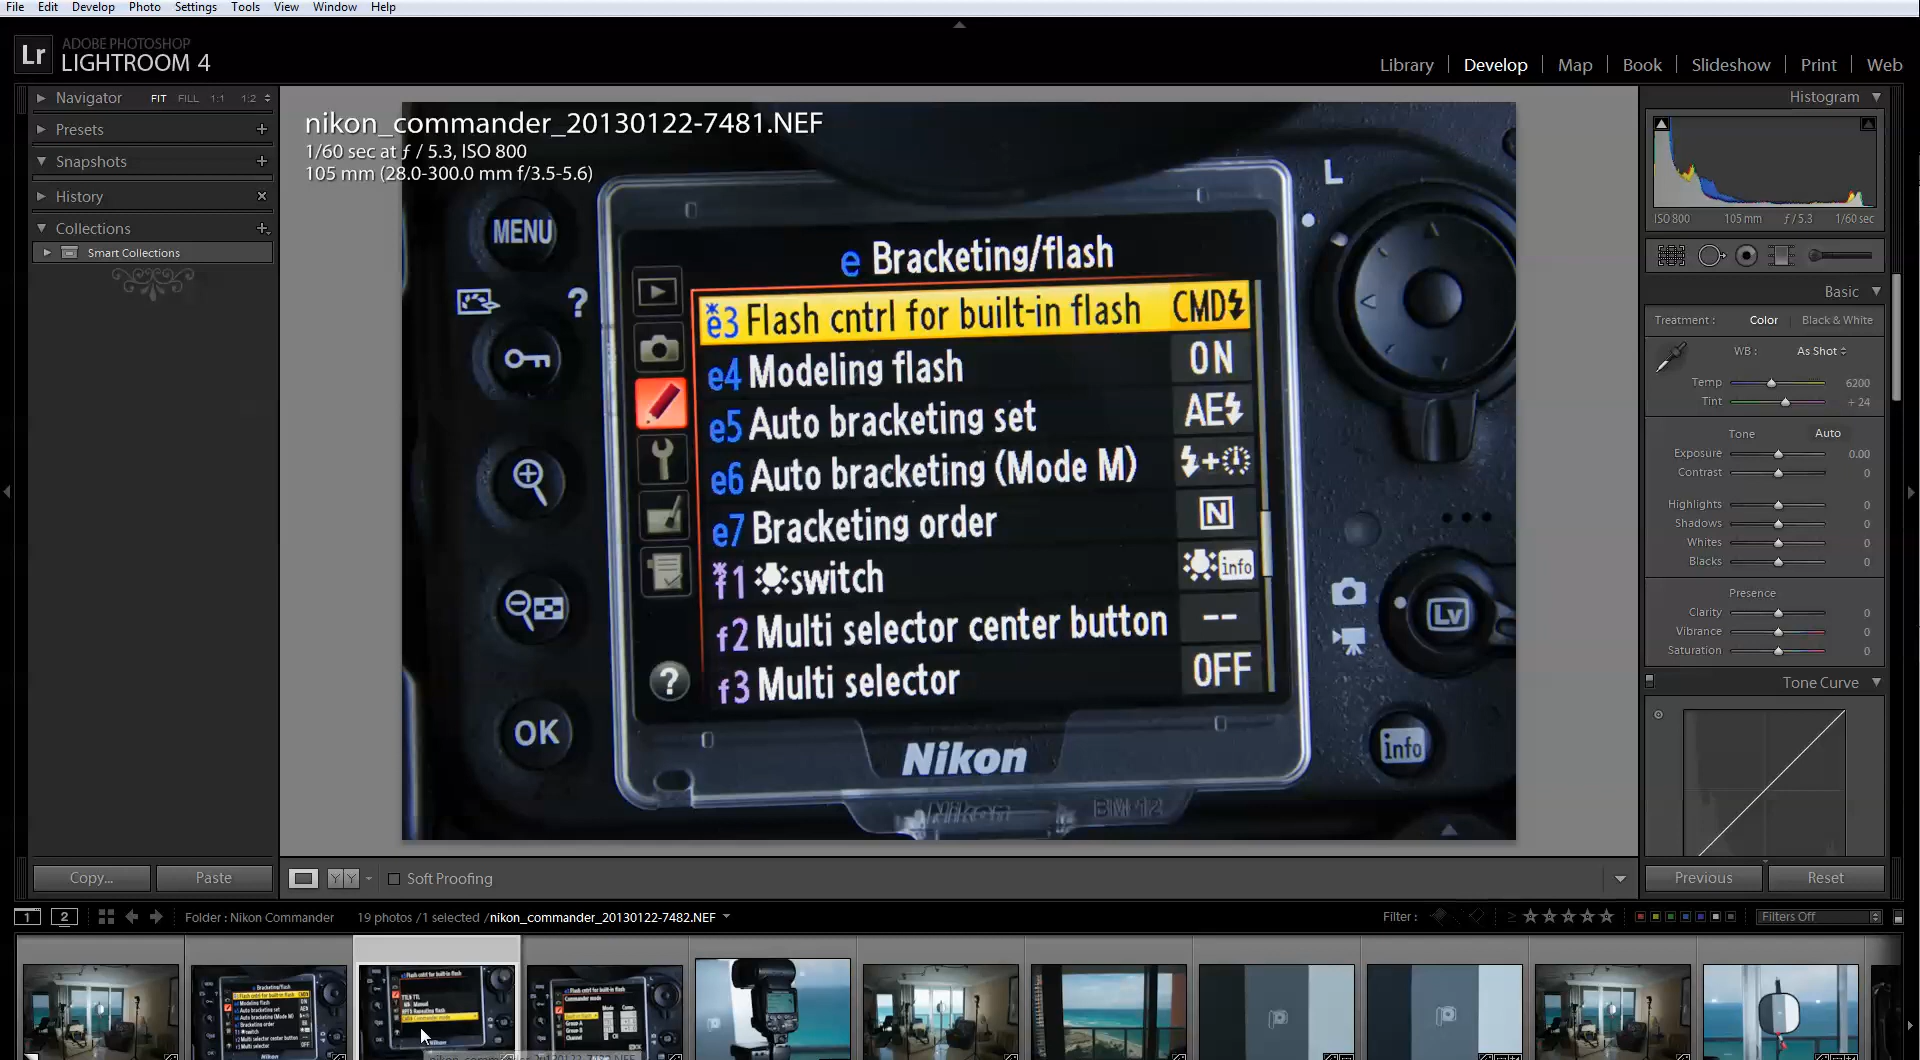 File Edit Develop Photo Settings Tools View Window Help
Lr ADOBE PHOTOSHOP
LIGHTROOM 4
Library Develop Map Book Slideshow Print Web
Navigator FIT FILL 1:1 1:2
Presets
Snapshots
History
Collections
Smart Collections
Copy... Paste
nikon_commander_20130122-7481.NEF
1/60 sec at ƒ / 5.3, ISO 800
105 mm (28.0-300.0 mm f/3.5-5.6)
MENU
?
OK
L
e Bracketing/flash
e3 Flash cntrl for built-in flash CMD
e4 Modeling flash ON
e5 Auto bracketing set AE
e6 Auto bracketing (Mode M) +
e7 Bracketing order N
f1 switch info
f2 Multi selector center button --
f3 Multi selector OFF
?
Nikon
Nikon BM-12
Lv
info
YY Soft Proofing
Histogram
ISO 800 105 mm ƒ / 5.3 1/60 sec
Basic
Treatment : Color Black & White
WB : As Shot
Temp 6200
Tint + 24
Tone Auto
Exposure 0.00
Contrast 0
Highlights 0
Shadows 0
Whites 0
Blacks 0
Presence
Clarity 0
Vibrance 0
Saturation 0
Tone Curve
Previous Reset
1 2 Folder : Nikon Commander 19 photos / 1 selected / nikon_commander_20130122-7482.NEF Filter : Filters Off